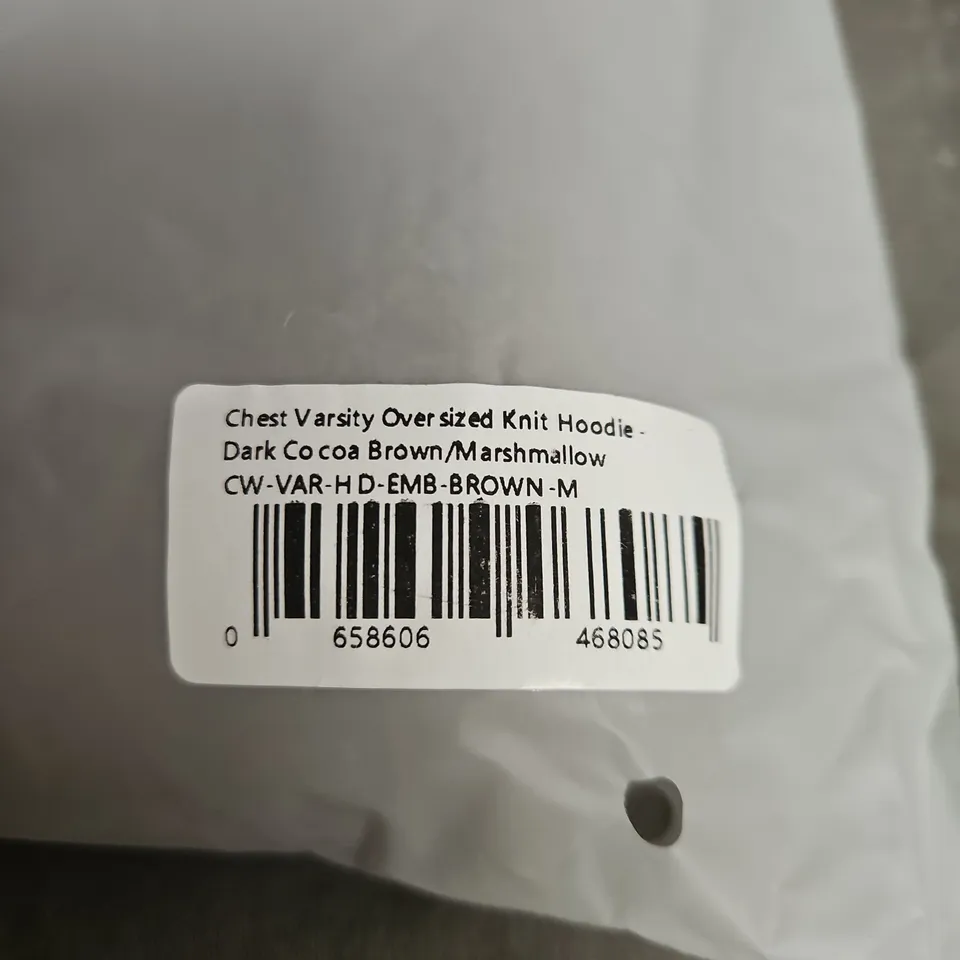 Chest Varsity Oversized Knit Hoodie -
Dark Cocoa Brown/Marshmallow
CW-VAR-HD-EMB-BROWN-M
0 658606 468085